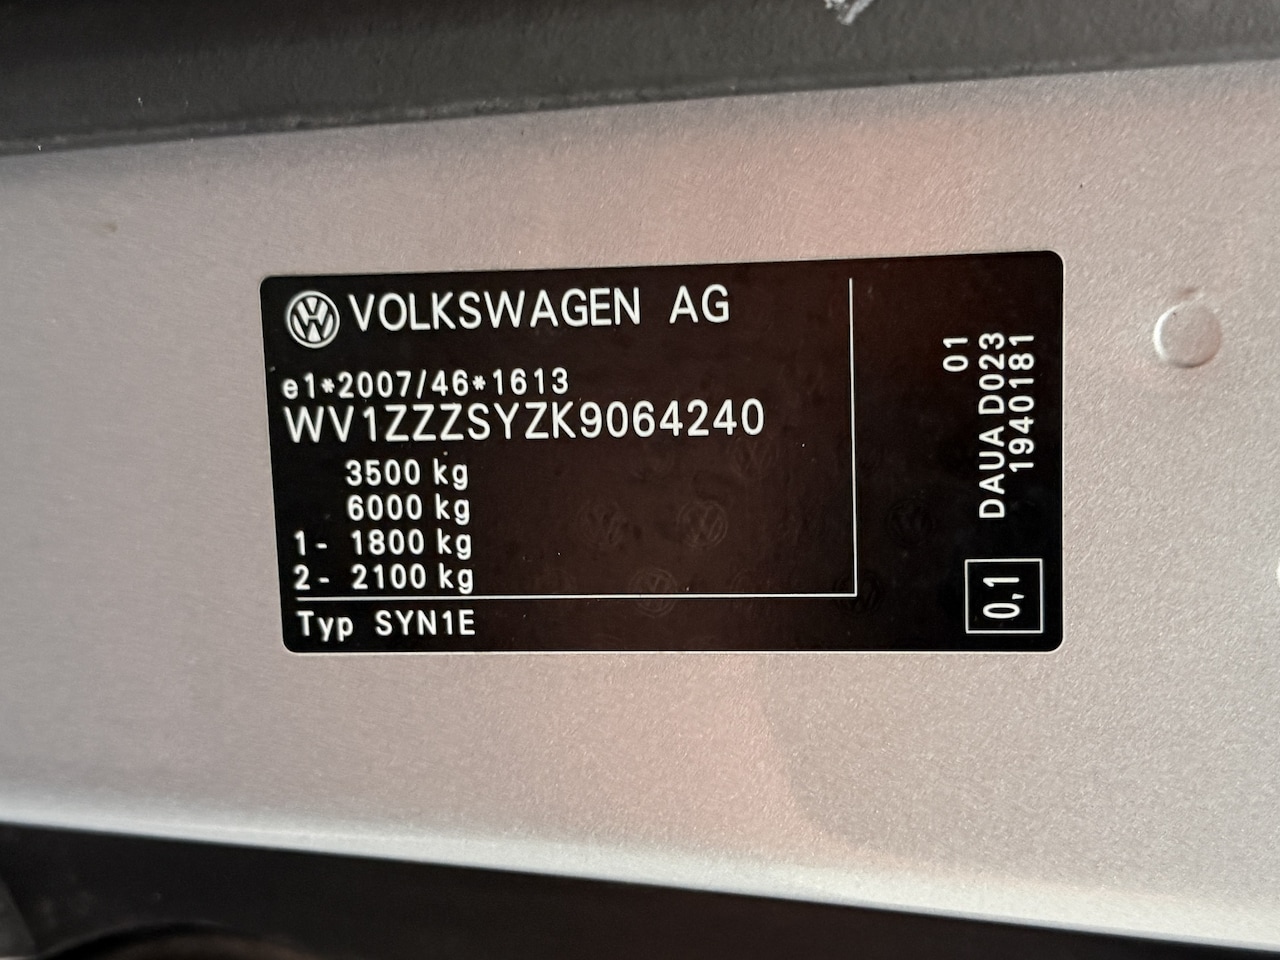 VOLKSWAGEN AG
e1*2007/46*1613
WV1ZZZSYZK9064240
3500 kg
6000 kg
1- 1800 kg
2- 2100 kg
Typ SYN1E
01
DAUA D023
1940181
0,1